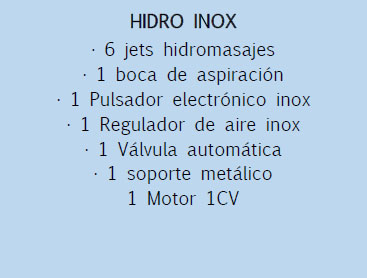 HIDRO INOX
· 6 jets hidromasajes
· 1 boca de aspiración
· 1 Pulsador electrónico inox
· 1 Regulador de aire inox
· 1 Válvula automática
· 1 soporte metálico
1 Motor 1CV